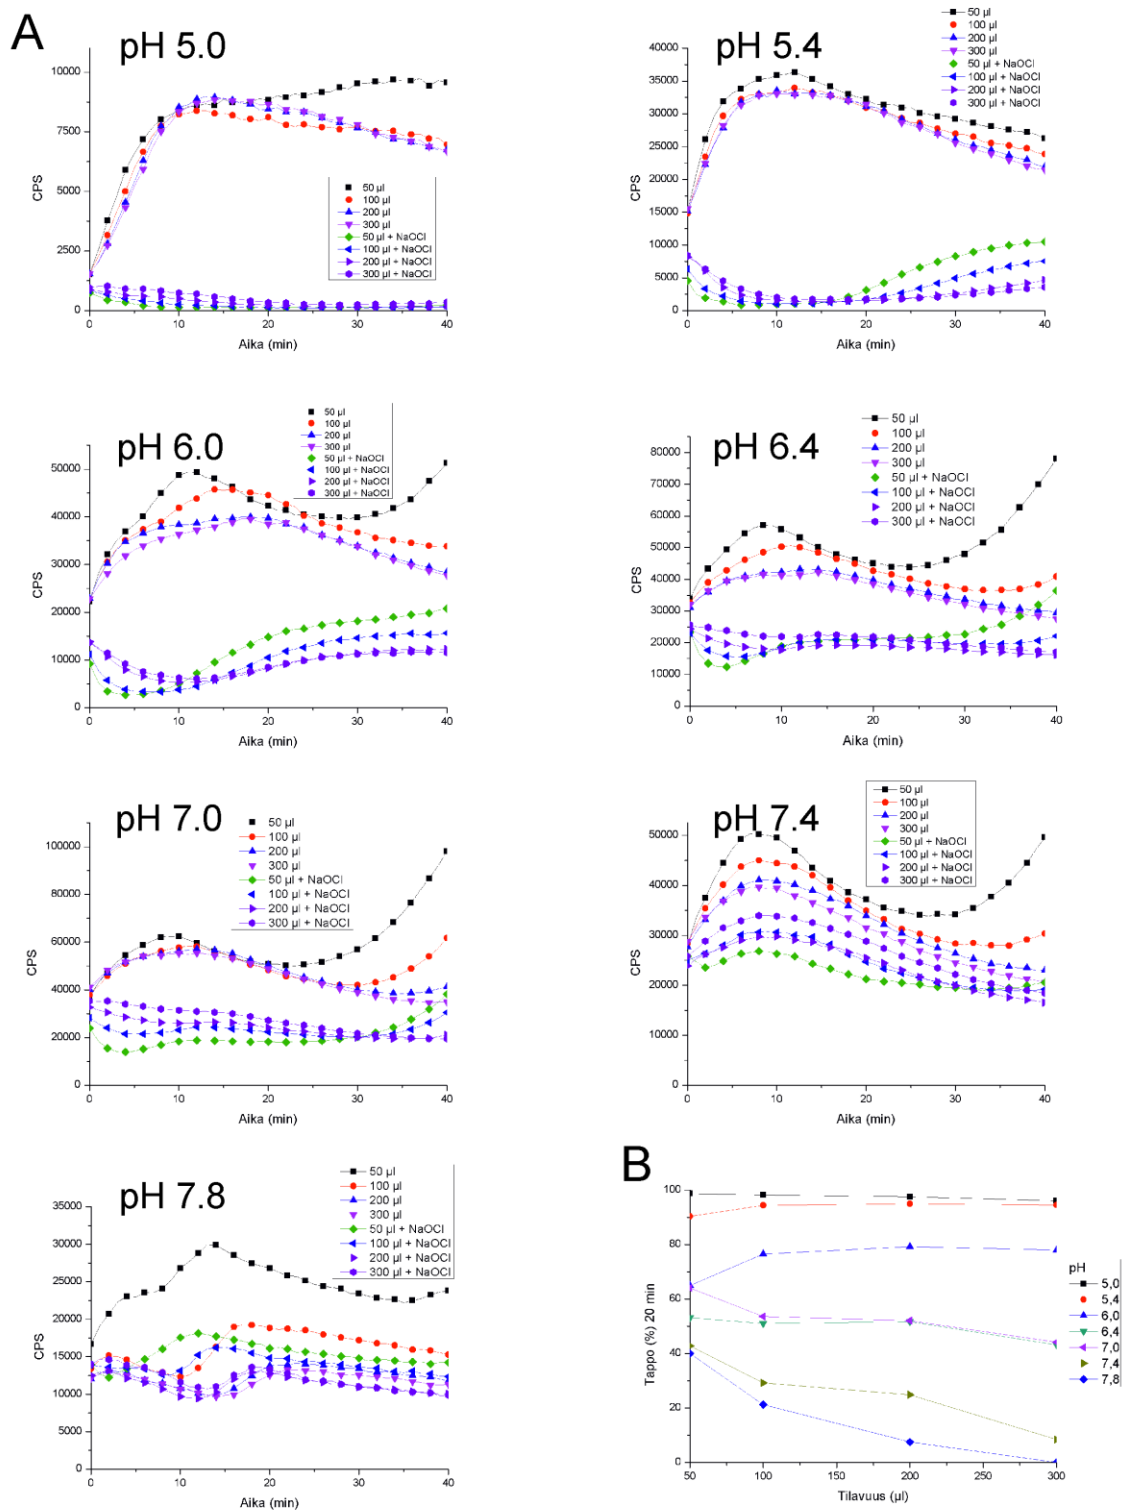 A
pH 5.0
CPS
10000
7500
5000
2500
0
0 10 20 30 40
Aika (min)
50 µl
100 µl
200 µl
300 µl
50 µl + NaOCl
100 µl + NaOCl
200 µl + NaOCl
300 µl + NaOCl
pH 5.4
CPS
40000
35000
30000
25000
20000
15000
10000
5000
0
0 10 20 30 40
Aika (min)
50 µl
100 µl
200 µl
300 µl
50 µl + NaOCl
100 µl + NaOCl
200 µl + NaOCl
300 µl + NaOCl
pH 6.0
CPS
50000
40000
30000
20000
10000
0
0 10 20 30 40
Aika (min)
50 µl
100 µl
200 µl
300 µl
50 µl + NaOCl
100 µl + NaOCl
200 µl + NaOCl
300 µl + NaOCl
pH 6.4
CPS
80000
70000
60000
50000
40000
30000
20000
10000
0
0 10 20 30 40
Aika (min)
50 µl
100 µl
200 µl
300 µl
50 µl + NaOCl
100 µl + NaOCl
200 µl + NaOCl
300 µl + NaOCl
pH 7.0
CPS
100000
80000
60000
40000
20000
0
0 10 20 30 40
Aika (min)
50 µl
100 µl
200 µl
300 µl
50 µl + NaOCl
100 µl + NaOCl
200 µl + NaOCl
300 µl + NaOCl
pH 7.4
CPS
50000
40000
30000
20000
10000
0
0 10 20 30 40
Aika (min)
50 µl
100 µl
200 µl
300 µl
50 µl + NaOCl
100 µl + NaOCl
200 µl + NaOCl
300 µl + NaOCl
pH 7.8
CPS
35000
30000
25000
20000
15000
10000
5000
0
0 10 20 30 40
Aika (min)
50 µl
100 µl
200 µl
300 µl
50 µl + NaOCl
100 µl + NaOCl
200 µl + NaOCl
300 µl + NaOCl
B
Tappo (%) 20 min
100
80
60
40
20
0
50 100 150 200 250 300
Tilavuus (µl)
pH
5,0
5,4
6,0
6,4
7,0
7,4
7,8